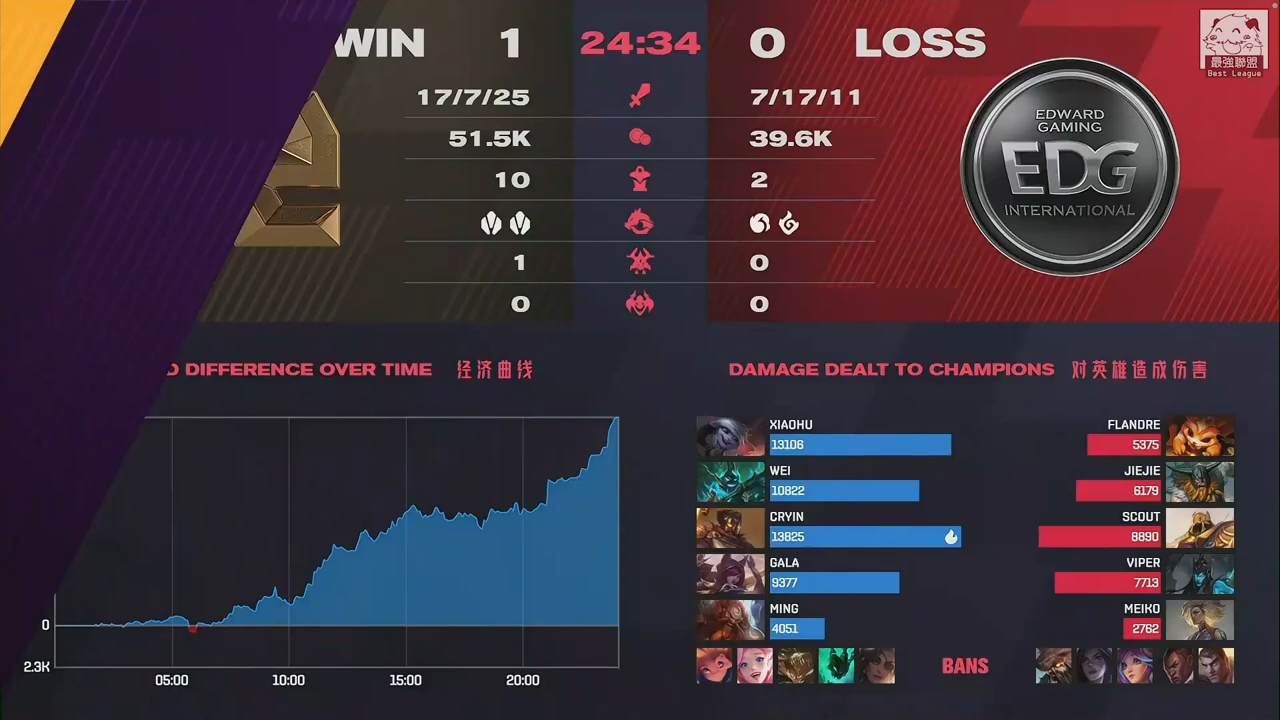 WIN 1 24:34 0 LOSS
最強聯盟
Best League
17/7/25 7/17/11
51.5K 39.6K
10 2
1 0
0 0
EDWARD
GAMING
EDG
INTERNATIONAL
DIFFERENCE OVER TIME 经济曲线
DAMAGE DEALT TO CHAMPIONS 对英雄造成伤害
0
2.3K
05:00 10:00 15:00 20:00
XIAOHU FLANDRE
13106 5375
WEI JIEJIE
10822 6179
CRYIN SCOUT
13825 8890
GALA VIPER
9377 7713
MING MEIKO
4051 2762
BANS